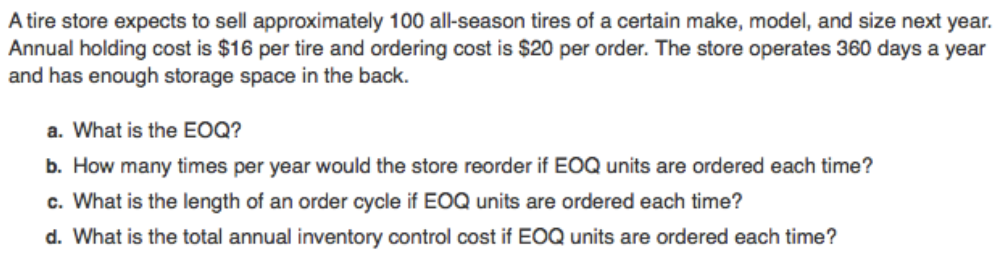 A tire store expects to sell approximately 100 all-season tires of a certain make, model, and size next year.
Annual holding cost is $16 per tire and ordering cost is $20 per order. The store operates 360 days a year
and has enough storage space in the back.
a. What is the EOQ?
b. How many times per year would the store reorder if EOQ units are ordered each time?
c. What is the length of an order cycle if EOQ units are ordered each time?
d. What is the total annual inventory control cost if EOQ units are ordered each time?